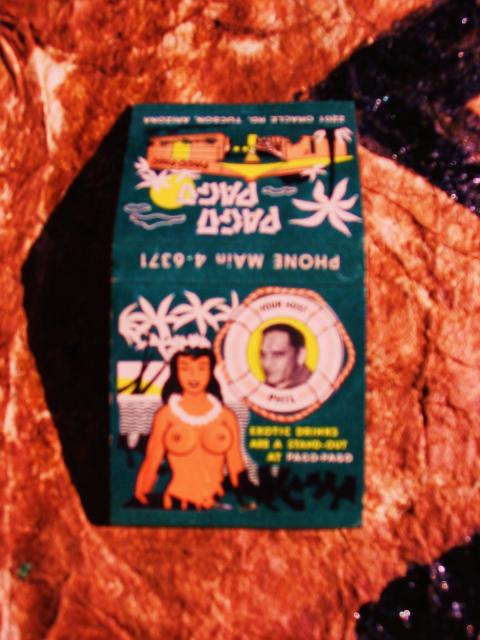 2201 ORACLE RD. TUCSON, ARIZONA
PAGO
PAGO
PHONE MAin 4-6371
YOUR HOST
PHIL
EXOTIC DRINKS
ARE A STAND-OUT
AT PAGO-PAGO